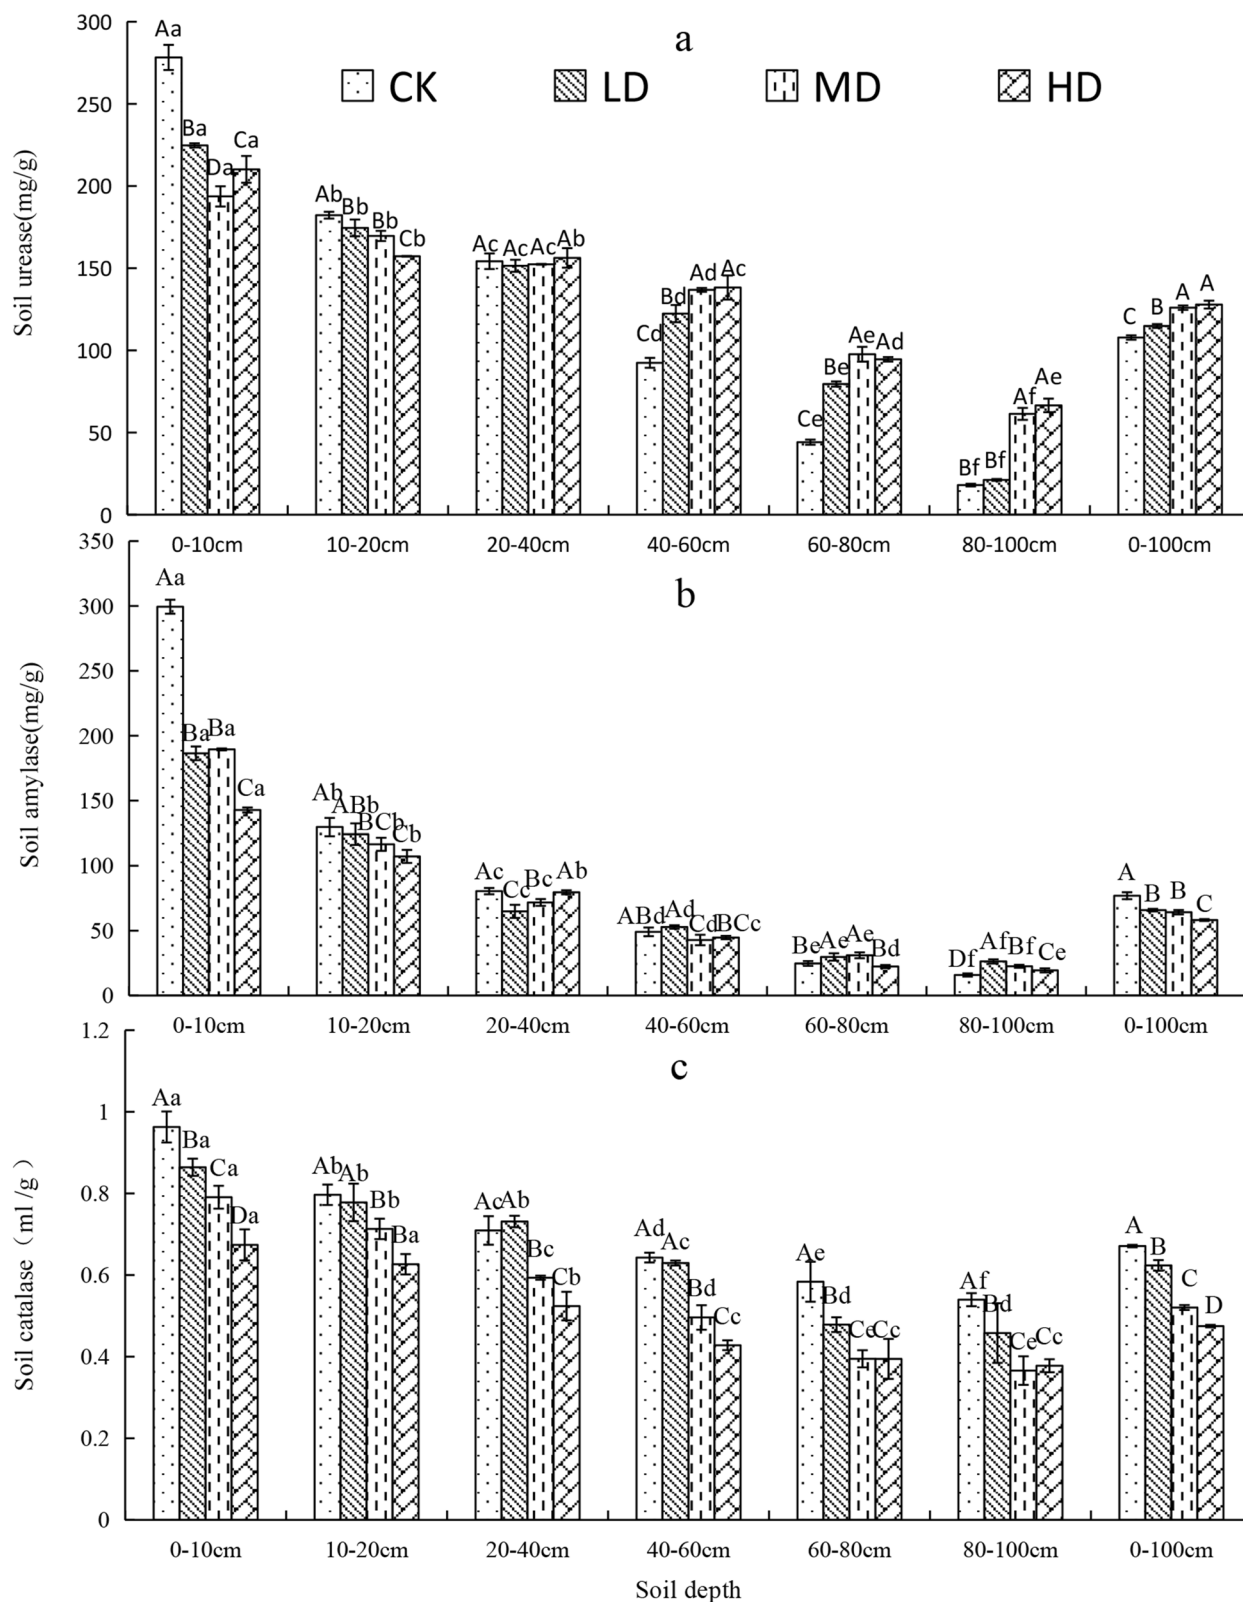 a
CK LD MD HD
Soil urease(mg/g)
300
250
200
150
100
50
0
Aa Ba Da Ca
Ab Bb Bb Cb
Ac Ac Ac Ab
Cd Bd Ad Ac
Ce Be Ae Ad
Bf Bf Af Ae
C B A A
0-10cm 10-20cm 20-40cm 40-60cm 60-80cm 80-100cm 0-100cm
b
Soil amylase(mg/g)
350
300
250
200
150
100
50
0
Aa Ba Ba Ca
Ab ABb BCb Cb
Ac Cc Bc Ab
ABd Ad Cd BCc
Be Ae Ae Bd
Df Af Bf Ce
A B B C
0-10cm 10-20cm 20-40cm 40-60cm 60-80cm 80-100cm 0-100cm
c
Soil catalase（ml /g ）
1.2
1
0.8
0.6
0.4
0.2
0
Aa Ba Ca Da
Ab Ab Bb Ba
Ac Ab Bc Cb
Ad Ac Bd Cc
Ae Bd Ce Cc
Af Bd Ce Cc
A B C D
0-10cm 10-20cm 20-40cm 40-60cm 60-80cm 80-100cm 0-100cm
Soil depth